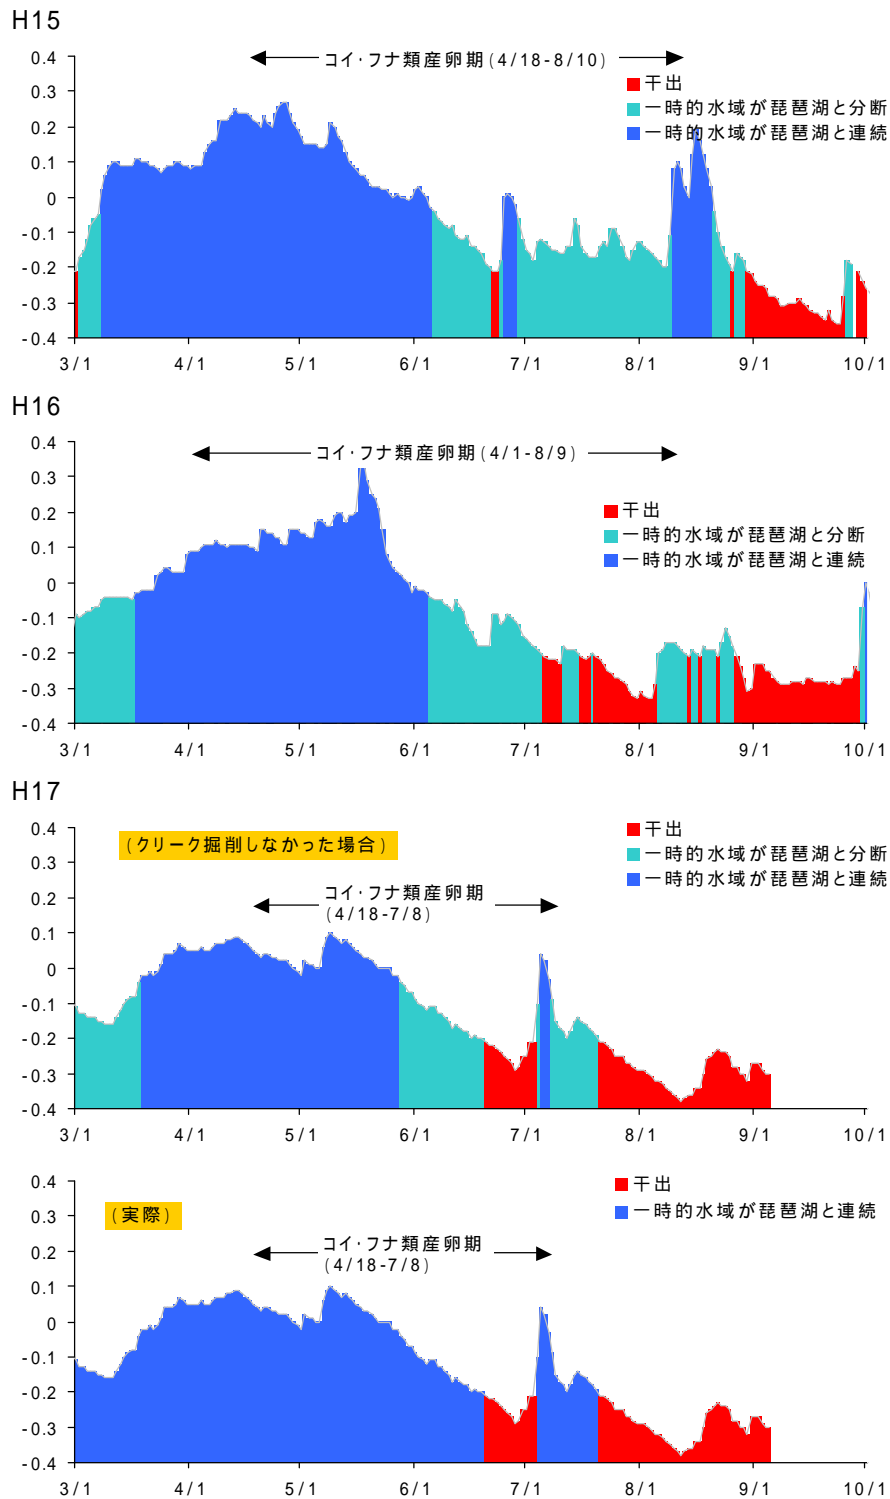 H15
コイ・フナ類産卵期(4/18-8/10)
干出
一時的水域が琵琶湖と分断
一時的水域が琵琶湖と連続
0.4
0.3
0.2
0.1
0
-0.1
-0.2
-0.3
-0.4
3/1 4/1 5/1 6/1 7/1 8/1 9/1 10/1
H16
コイ・フナ類産卵期(4/1-8/9)
干出
一時的水域が琵琶湖と分断
一時的水域が琵琶湖と連続
0.4
0.3
0.2
0.1
0
-0.1
-0.2
-0.3
-0.4
3/1 4/1 5/1 6/1 7/1 8/1 9/1 10/1
H17
(クリーク掘削しなかった場合)
干出
一時的水域が琵琶湖と分断
一時的水域が琵琶湖と連続
コイ・フナ類産卵期
(4/18-7/8)
0.4
0.3
0.2
0.1
0
-0.1
-0.2
-0.3
-0.4
3/1 4/1 5/1 6/1 7/1 8/1 9/1 10/1
(実際)
干出
一時的水域が琵琶湖と連続
コイ・フナ類産卵期
(4/18-7/8)
0.4
0.3
0.2
0.1
0
-0.1
-0.2
-0.3
-0.4
3/1 4/1 5/1 6/1 7/1 8/1 9/1 10/1